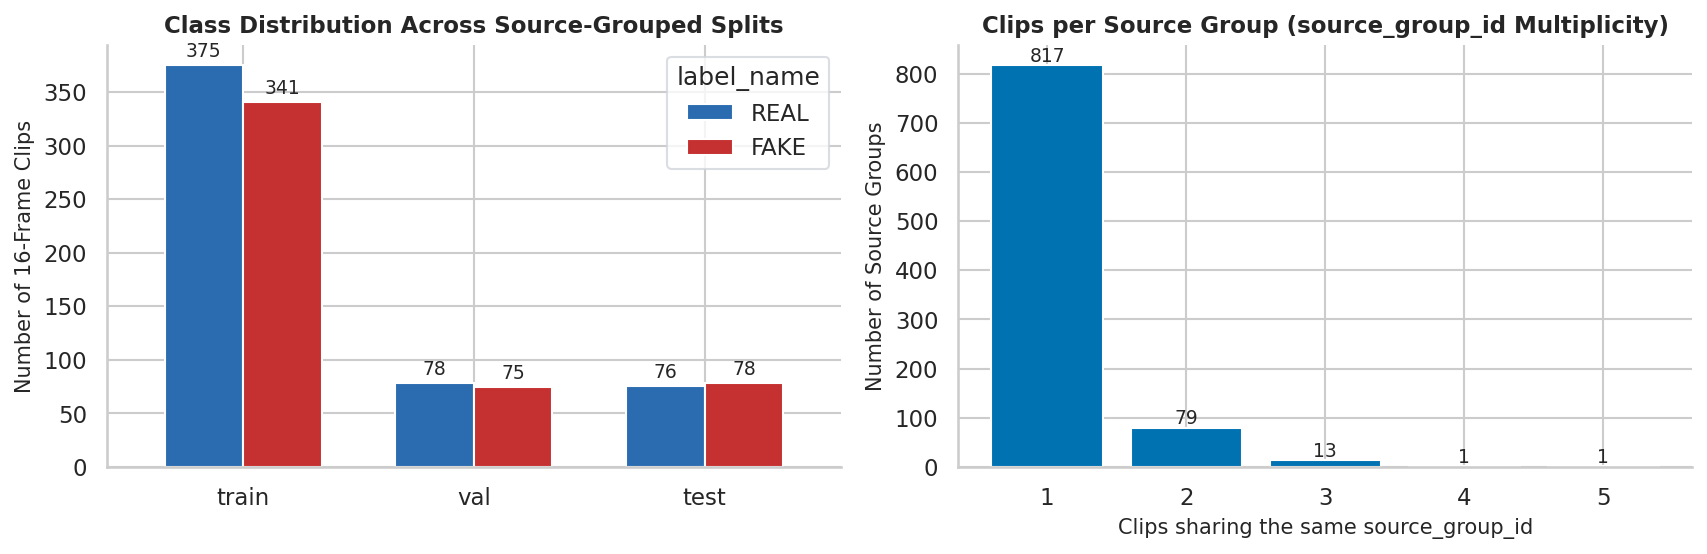 Class Distribution Across Source-Grouped Splits
Number of 16-Frame Clips
350
300
250
200
150
100
50
0
375
341
78
75
76
78
train val test
label_name
REAL
FAKE
Clips per Source Group (source_group_id Multiplicity)
Number of Source Groups
800
700
600
500
400
300
200
100
0
817
79
13
1
1
1 2 3 4 5
Clips sharing the same source_group_id